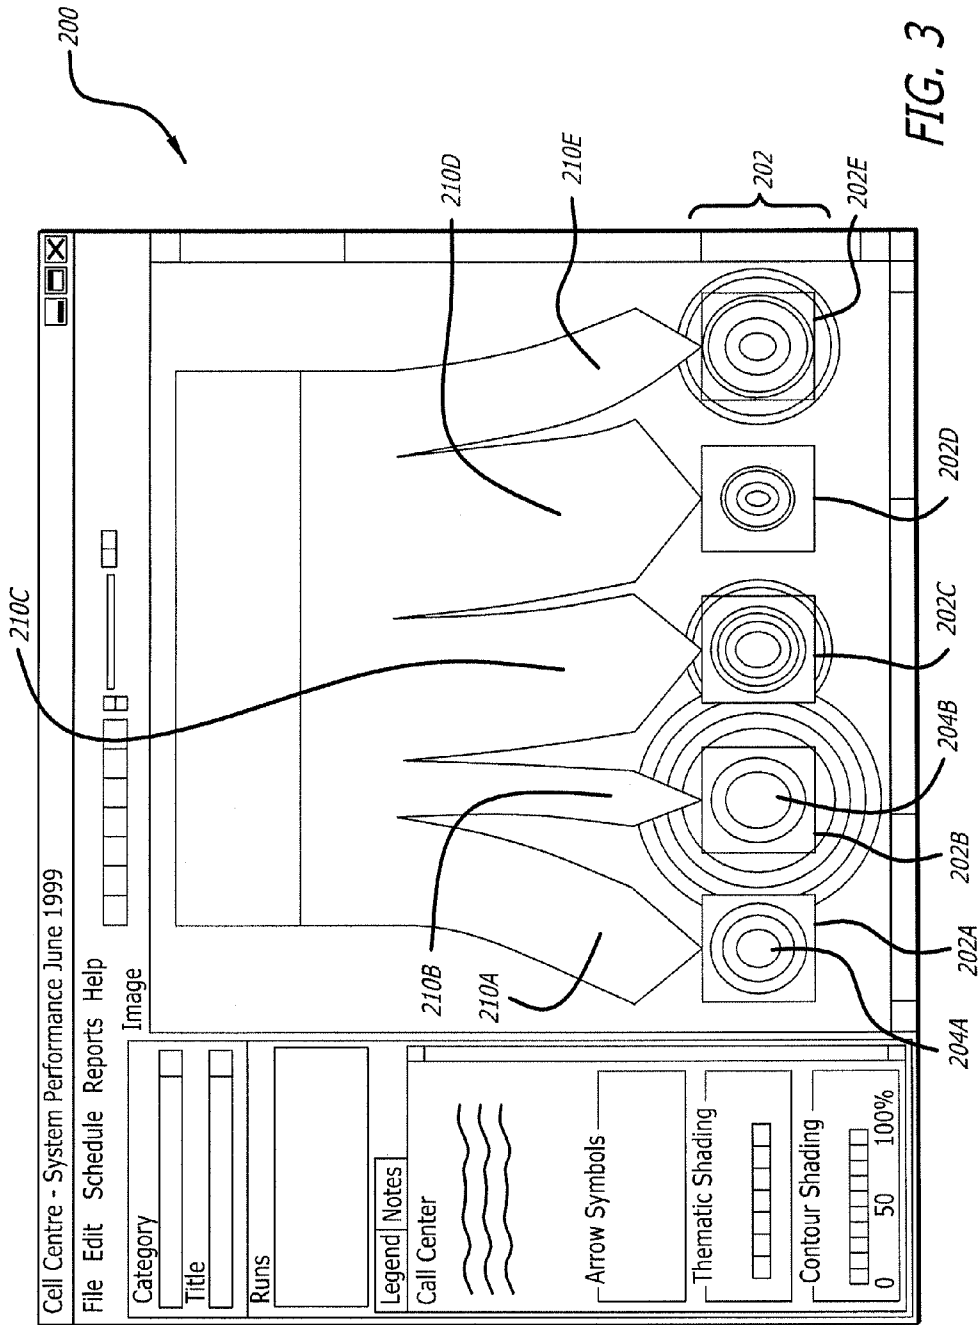 Cell Centre - System Performance June 1999
File Edit Schedule Reports Help
Category
Title
Runs
Legend Notes
Call Center
Arrow Symbols
Thematic Shading
Contour Shading
0 50 100%
Image
210C
210B
210A
210D
210E
200
202
202E
202D
202C
204B
202B
202A
204A
FIG. 3